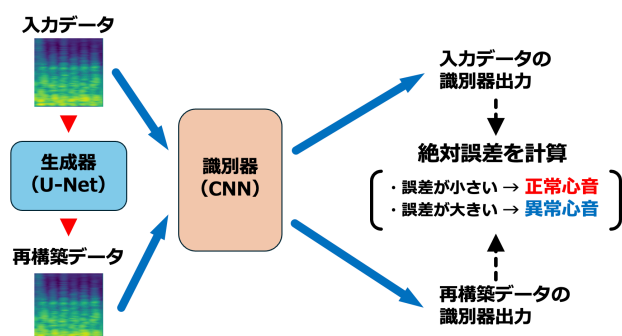 入力データ
生成器
（U-Net）
再構築データ
識別器
（CNN）
入力データの
識別器出力
絶対誤差を計算
・誤差が小さい → 正常心音
・誤差が大きい → 異常心音
再構築データの
識別器出力